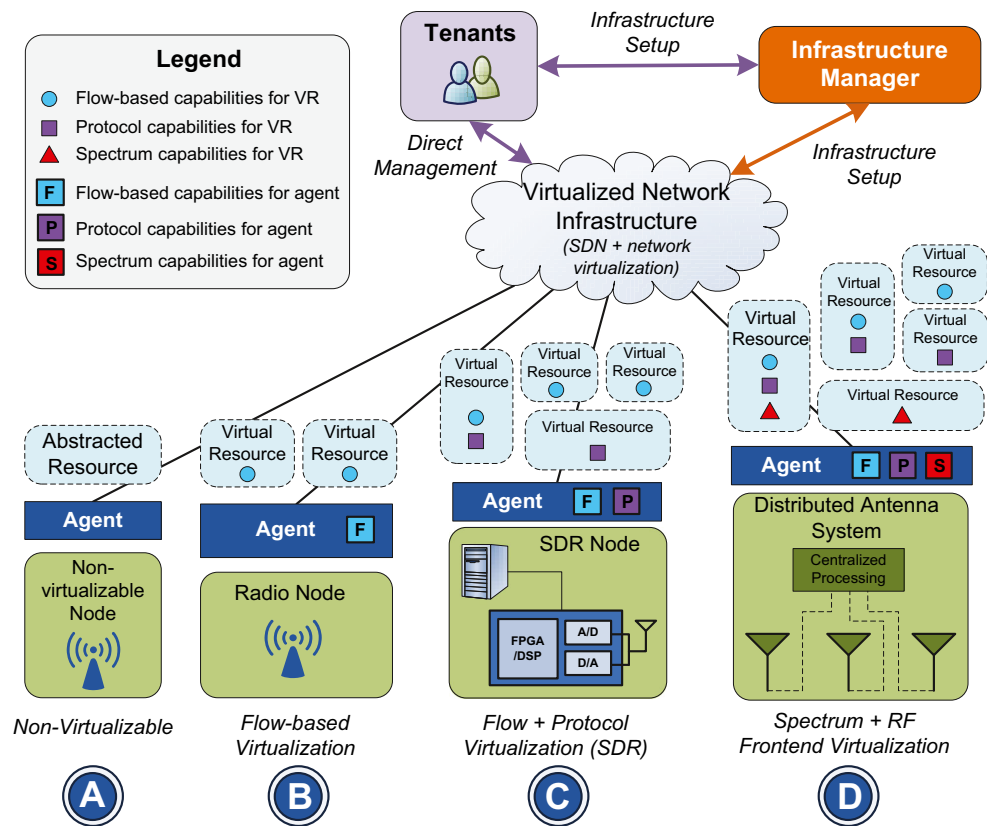 Legend
Flow-based capabilities for VR
Protocol capabilities for VR
Spectrum capabilities for VR
F
Flow-based capabilities for agent
P
Protocol capabilities for agent
S
Spectrum capabilities for agent
Tenants
Infrastructure
Setup
Infrastructure
Manager
Direct
Management
Infrastructure
Setup
Virtualized Network
Infrastructure
(SDN + network
virtualization)
Abstracted
Resource
Agent
Non-
virtualizable
Node
Non-Virtualizable
A
Virtual
Resource
Virtual
Resource
Agent
F
Radio Node
Flow-based
Virtualization
B
Virtual
Resource
Virtual
Resource
Virtual
Resource
Virtual Resource
Agent
F
P
SDR Node
FPGA
/DSP
A/D
D/A
Flow + Protocol
Virtualization (SDR)
C
Virtual
Resource
Virtual
Resource
Virtual
Resource
Virtual
Resource
Virtual Resource
Agent
F
P
S
Distributed Antenna
System
Centralized
Processing
Spectrum + RF
Frontend Virtualization
D